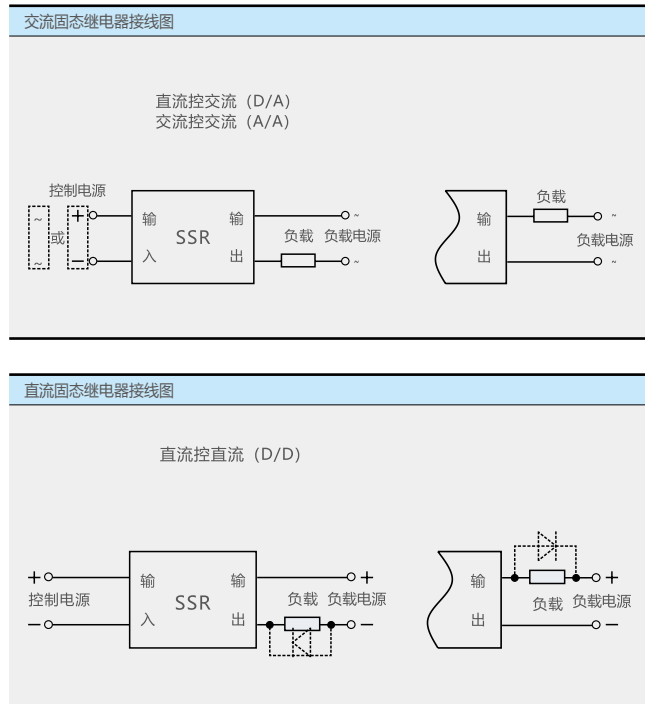 交流固态继电器接线图
直流控交流 (D/A)
交流控交流 (A/A)
控制电源
~ 或 + 输 SSR 输 ~
负载 负载电源
~ − 入 出 ~
负载
输 ~
负载电源
出 ~
直流固态继电器接线图
直流控直流 (D/D)
+ 输 SSR 输 +
控制电源
负载 负载电源
− 入 出 −
输 +
负载 负载电源
出 −